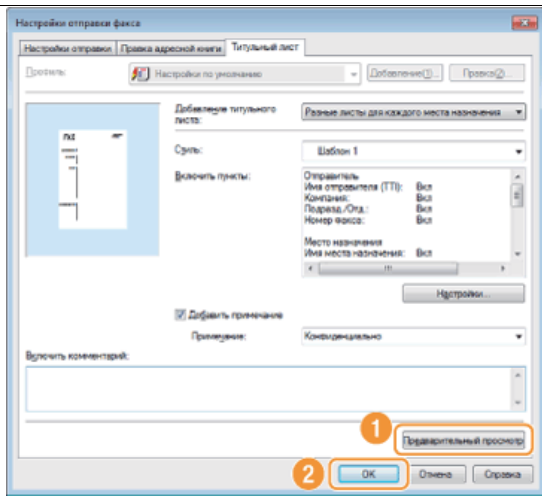 Настройки отправки факса
Настройки отправки Правка адресной книги Титульный лист
Профиль: Настройки по умолчанию Добавление(1)... Правка(2)...
Добавление титульного листа: Разные листы для каждого места назначения
Стиль: Шаблон 1
Включить пункты: Отправитель
Имя отправителя (TTI): Вкл
Компания: Вкл
Подразд./Отд.: Вкл
Номер факса: Вкл
Место назначения
Имя места назначения: Вкл
Настройки...
Добавить примечание
Примечание: Конфиденциально
Включить комментарий:
1
Предварительный просмотр
2 OK Отмена Справка